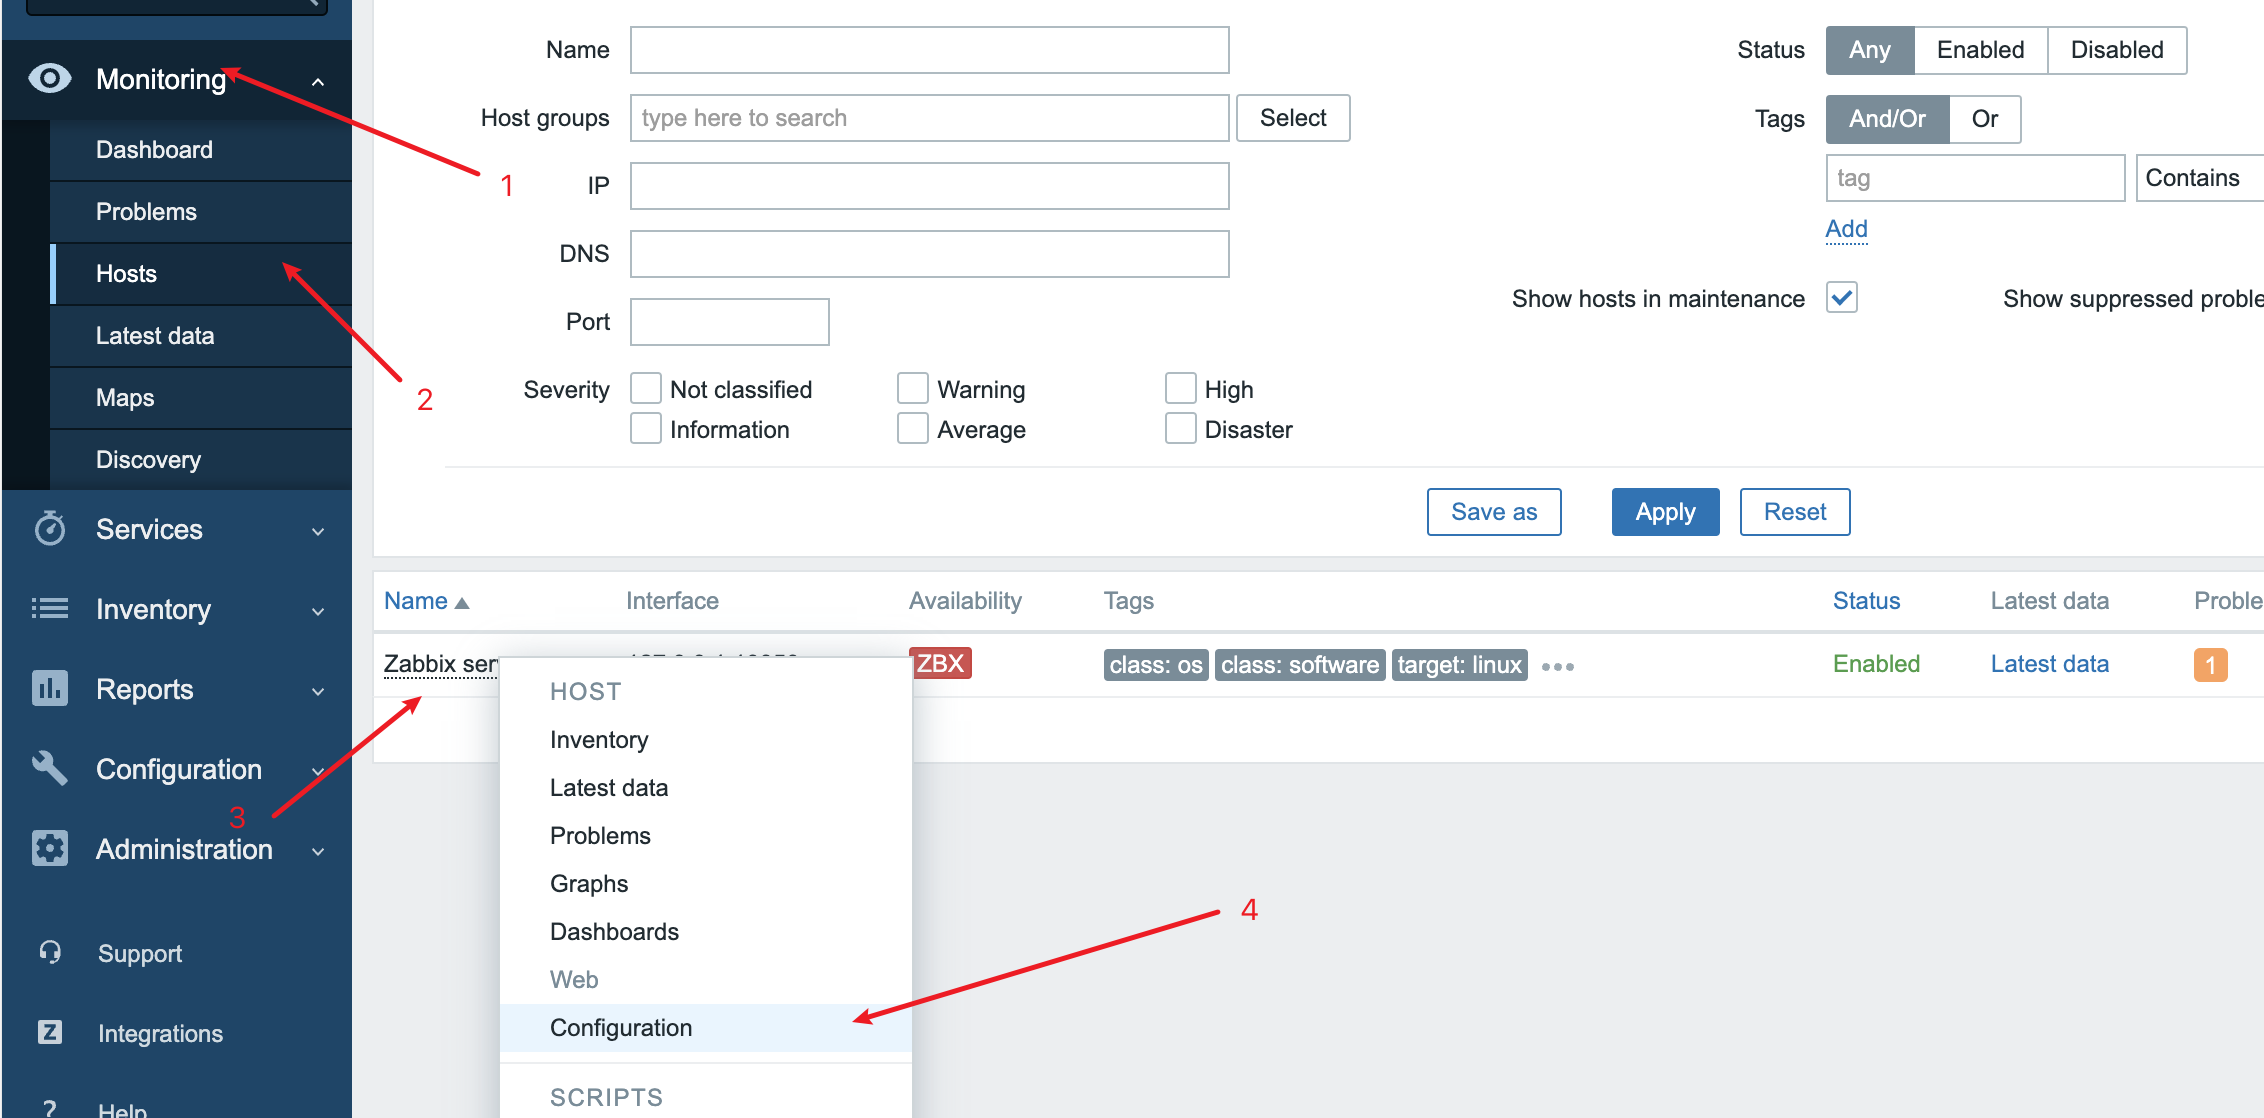 Monitoring
Dashboard
Problems
Hosts
Latest data
Maps
Discovery
Services
Inventory
Reports
Configuration
Administration
Support
Integrations
Help
1
2
3
4
Name
Host groups type here to search Select
IP
DNS
Port
Severity Not classified Warning High
Information Average Disaster
Status Any Enabled Disabled
Tags And/Or Or
tag Contains
Add
Show hosts in maintenance Show suppressed proble
Save as Apply Reset
Name Interface Availability Tags Status Latest data Proble
Zabbix ser ZBX class: os class: software target: linux ••• Enabled Latest data 1
HOST
Inventory
Latest data
Problems
Graphs
Dashboards
Web
Configuration
SCRIPTS